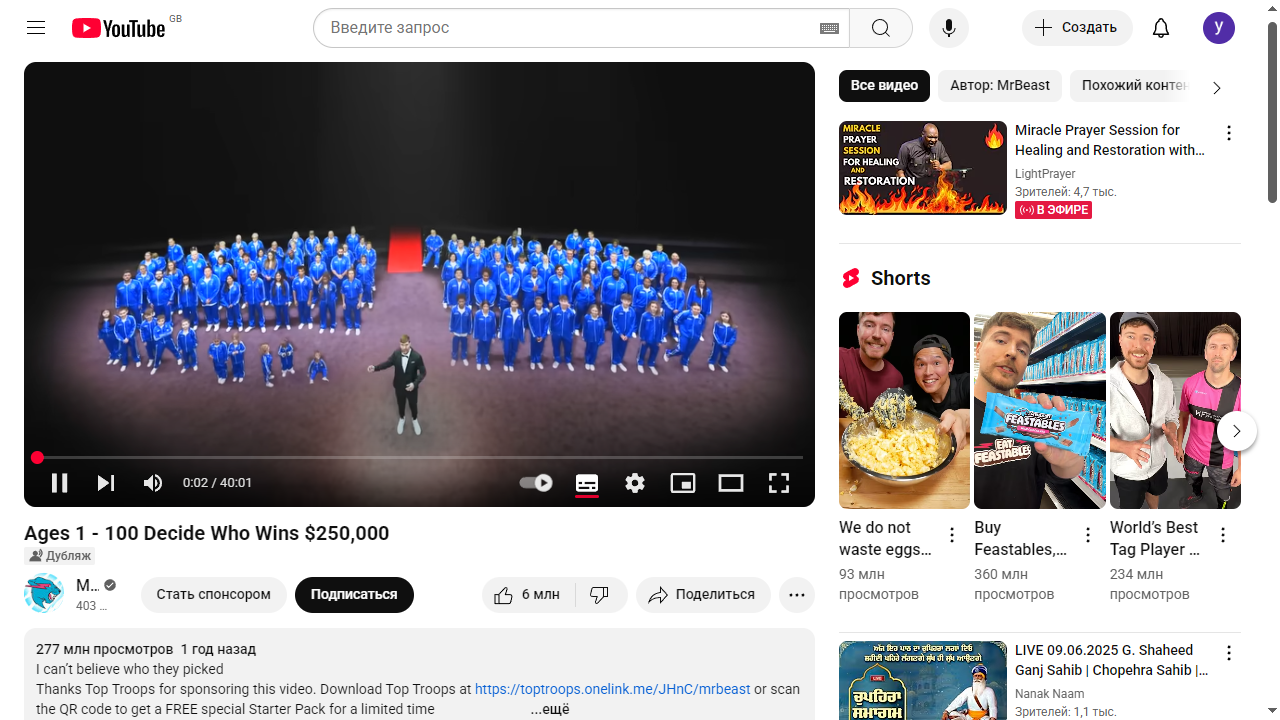 YouTube GB
Введите запрос
Создать
y
0:02 / 40:01
Ages 1 - 100 Decide Who Wins $250,000
Дубляж
M…
403 …
Стать спонсором
Подписаться
6 млн
Поделиться
277 млн просмотров 1 год назад
I can’t believe who they picked
Thanks Top Troops for sponsoring this video. Download Top Troops at https://toptroops.onelink.me/JHnC/mrbeast or scan
the QR code to get a FREE special Starter Pack for a limited time
...ещё
Все видео
Автор: MrBeast
Похожий контен
MIRACLE
PRAYER
SESSION
FOR HEALING
AND
RESTORATION
Miracle Prayer Session for
Healing and Restoration with…
LightPrayer
Зрителей: 4,7 тыс.
В ЭФИРЕ
Shorts
FEASTABLES
EAT
FEASTABLES
We do not
waste eggs…
93 млн
просмотров
Buy
Feastables,…
360 млн
просмотров
World’s Best
Tag Player …
234 млн
просмотров
LIVE
ਦੁਪਹਿਰਾ
ਸਮਾਗਮ
LIVE 09.06.2025 G. Shaheed
Ganj Sahib | Chopehra Sahib |…
Nanak Naam
Зрителей: 1,1 тыс.